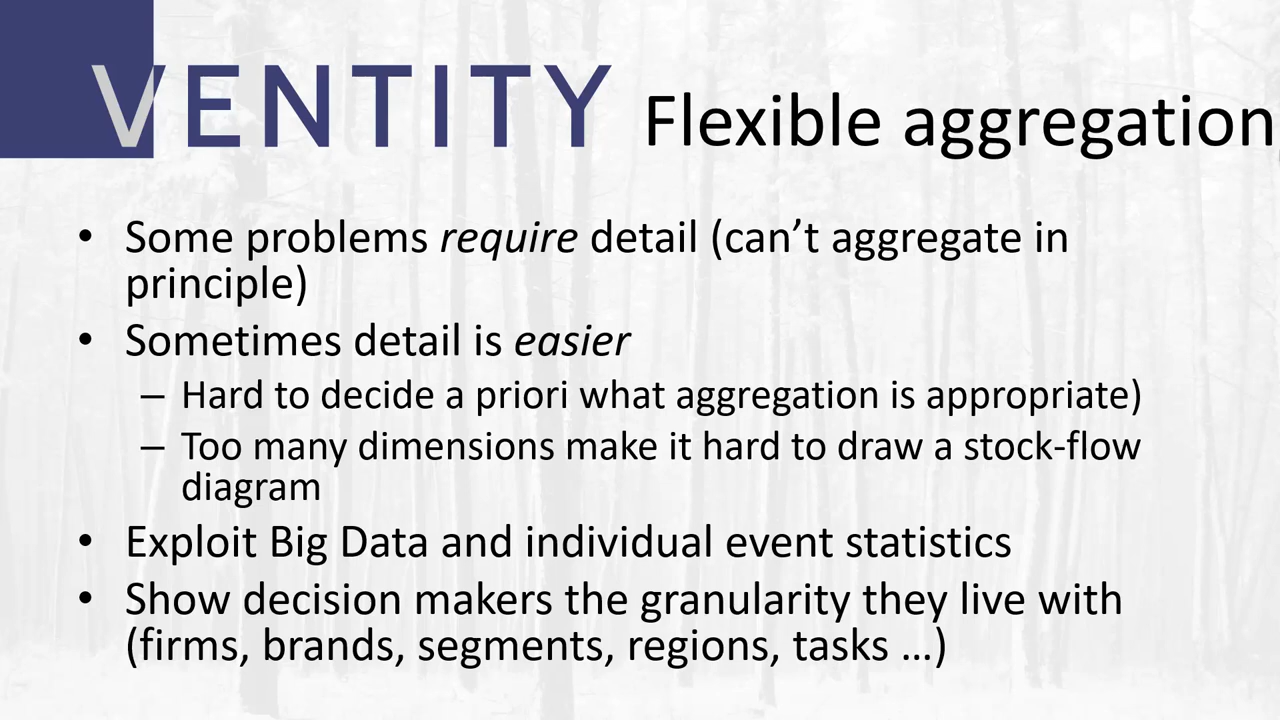 VENTITY Flexible aggregation,
• Some problems require detail (can’t aggregate in
principle)
• Sometimes detail is easier
– Hard to decide a priori what aggregation is appropriate)
– Too many dimensions make it hard to draw a stock-flow
diagram
• Exploit Big Data and individual event statistics
• Show decision makers the granularity they live with
(firms, brands, segments, regions, tasks …)